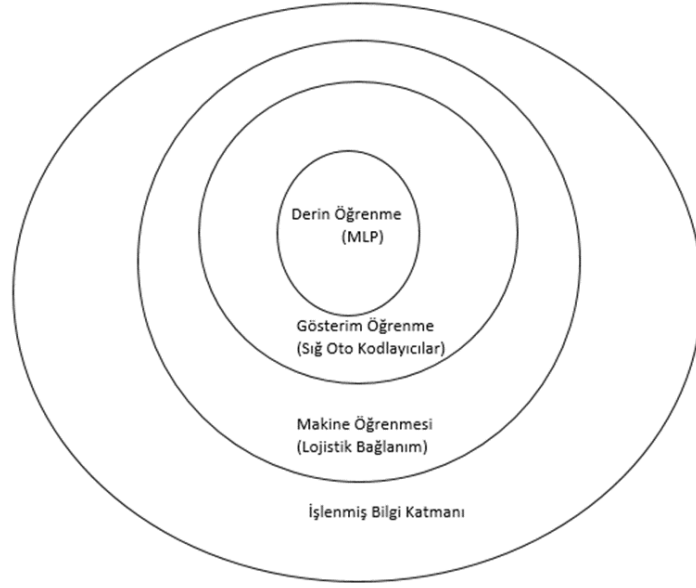 Derin Öğrenme
(MLP)
Gösterim Öğrenme
(Sığ Oto Kodlayıcılar)
Makine Öğrenmesi
(Lojistik Bağlanım)
İşlenmiş Bilgi Katmanı